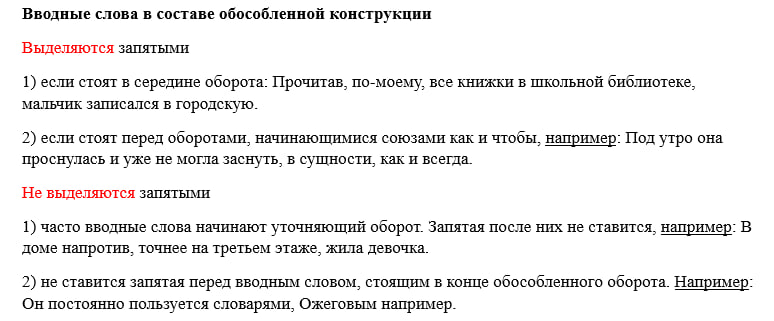 Вводные слова в составе обособленной конструкции
Выделяются запятыми
1) если стоят в середине оборота: Прочитав, по-моему, все книжки в школьной библиотеке,
мальчик записался в городскую.
2) если стоят перед оборотами, начинающимися союзами как и чтобы, например: Под утро она
проснулась и уже не могла заснуть, в сущности, как и всегда.
Не выделяются запятыми
1) часто вводные слова начинают уточняющий оборот. Запятая после них не ставится, например: В
доме напротив, точнее на третьем этаже, жила девочка.
2) не ставится запятая перед вводным словом, стоящим в конце обособленного оборота. Например:
Он постоянно пользуется словарями, Ожеговым например.